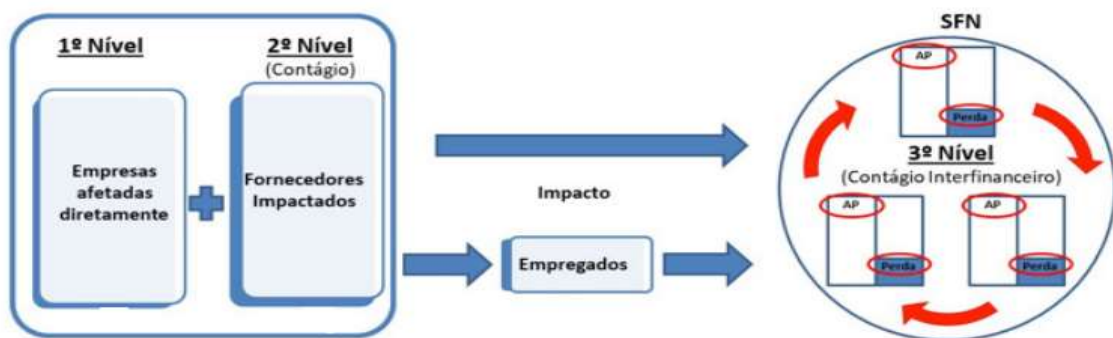 1º Nível
Empresas
afetadas
diretamente
2º Nível
(Contágio)
Fornecedores
Impactados
Impacto
Empregados
SFN
AP
Perda
3º Nível
(Contágio Interfinanceiro)
AP
Perda
AP
Perda